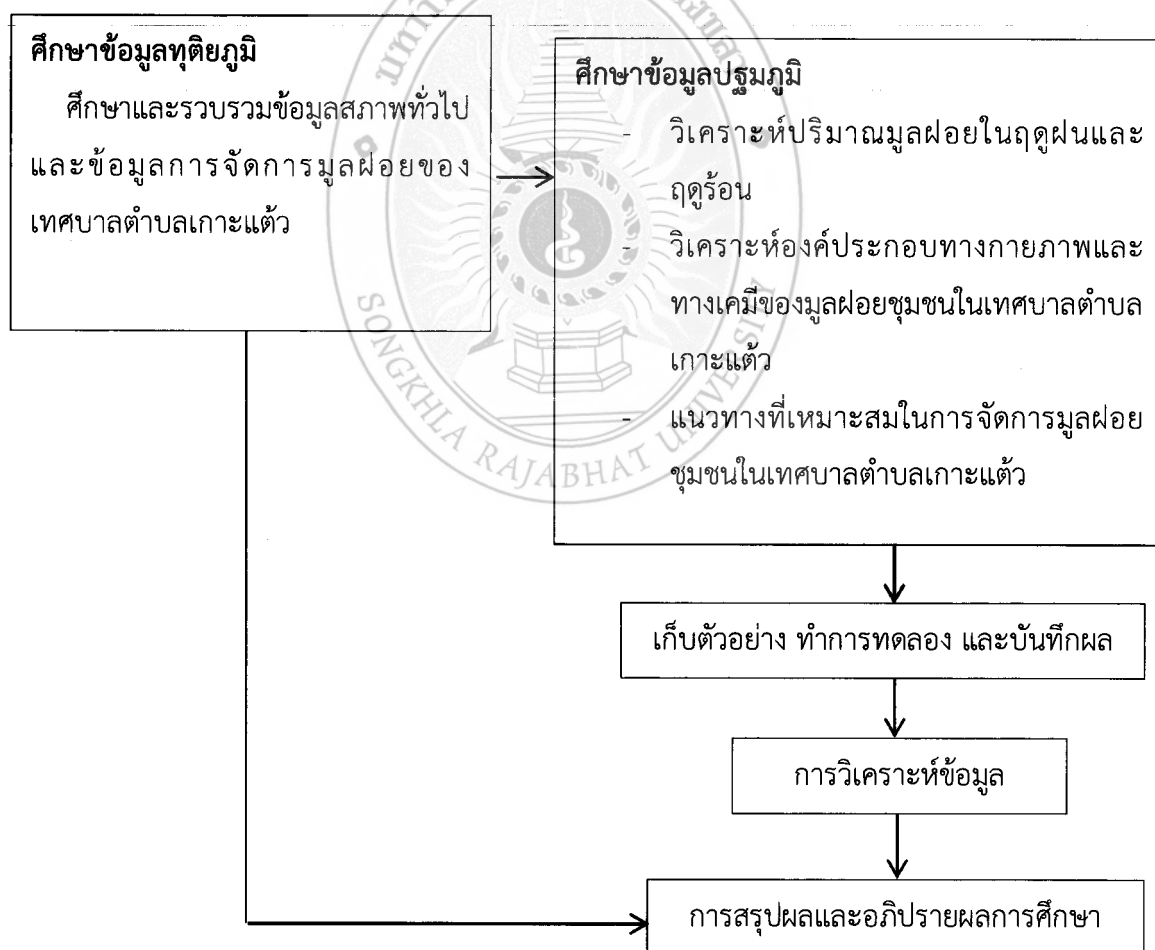 ศึกษาข้อมูลทุติยภูมิ
ศึกษาและรวบรวมข้อมูลสภาพทั่วไป
และข้อมูลการจัดการมูลฝอยของ
เทศบาลตำบลเกาะแต้ว
ศึกษาข้อมูลปฐมภูมิ
- วิเคราะห์ปริมาณมูลฝอยในฤดูฝนและ
ฤดูร้อน
- วิเคราะห์องค์ประกอบทางกายภาพและ
ทางเคมีของมูลฝอยชุมชนในเทศบาลตำบล
เกาะแต้ว
- แนวทางที่เหมาะสมในการจัดการมูลฝอย
ชุมชนในเทศบาลตำบลเกาะแต้ว
เก็บตัวอย่าง ทำการทดลอง และบันทึกผล
การวิเคราะห์ข้อมูล
การสรุปผลและอภิปรายผลการศึกษา
SONGKHLA RAJABHAT UNIVERSITY